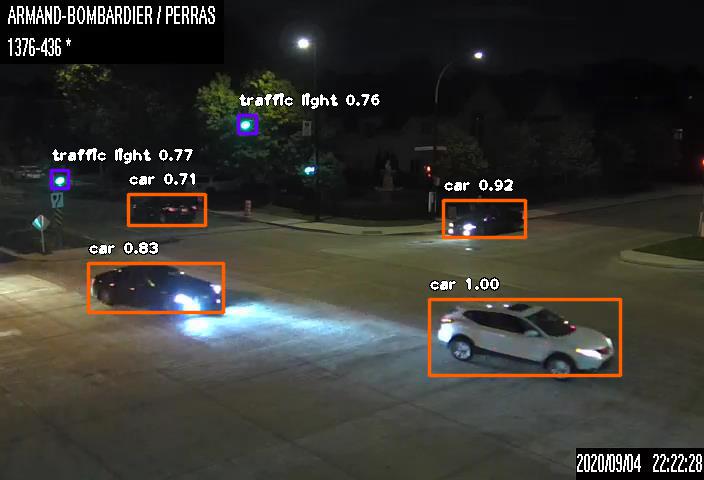 ARMAND-BOMBARDIER / PERRAS
1376-436 *
traffic light 0.76
traffic light 0.77
car 0.71
car 0.92
car 0.83
car 1.00
2020/09/04 22:22:28